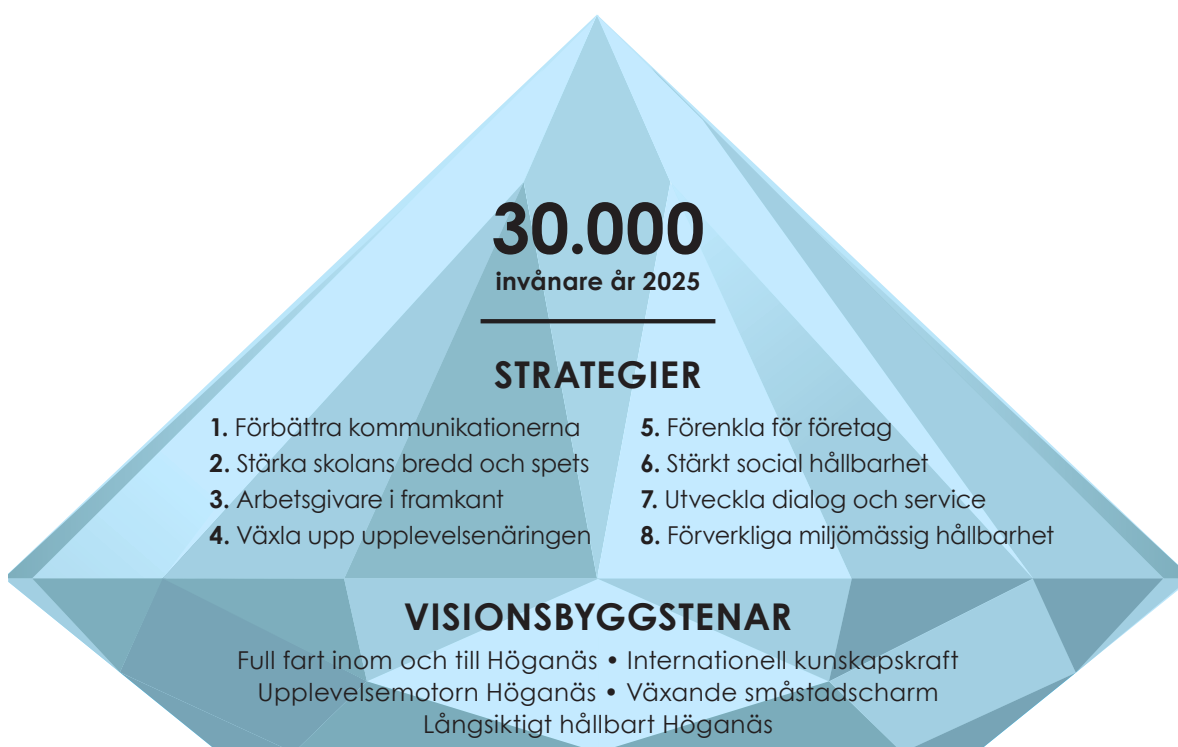 30.000
invånare år 2025
STRATEGIER
1. Förbättra kommunikationerna
2. Stärka skolans bredd och spets
3. Arbetsgivare i framkant
4. Växla upp upplevelsenäringen
5. Förenkla för företag
6. Stärkt social hållbarhet
7. Utveckla dialog och service
8. Förverkliga miljömässig hållbarhet
VISIONSBYGGSTENAR
Full fart inom och till Höganäs • Internationell kunskapskraft
Upplevelsemotorn Höganäs • Växande småstadscharm
Långsiktigt hållbart Höganäs